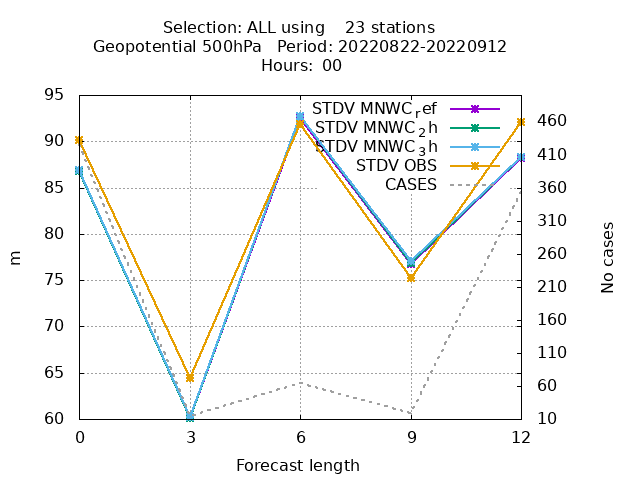 Selection: ALL using    23 stations
Geopotential 500hPa   Period: 20220822-20220912
Hours: 00
STDV MNWC_ref
STDV MNWC_2h
STDV MNWC_3h
STDV OBS
CASES
95
90
85
80
75
70
65
60
m
460
410
360
310
260
210
160
110
60
10
No cases
0 3 6 9 12
Forecast length